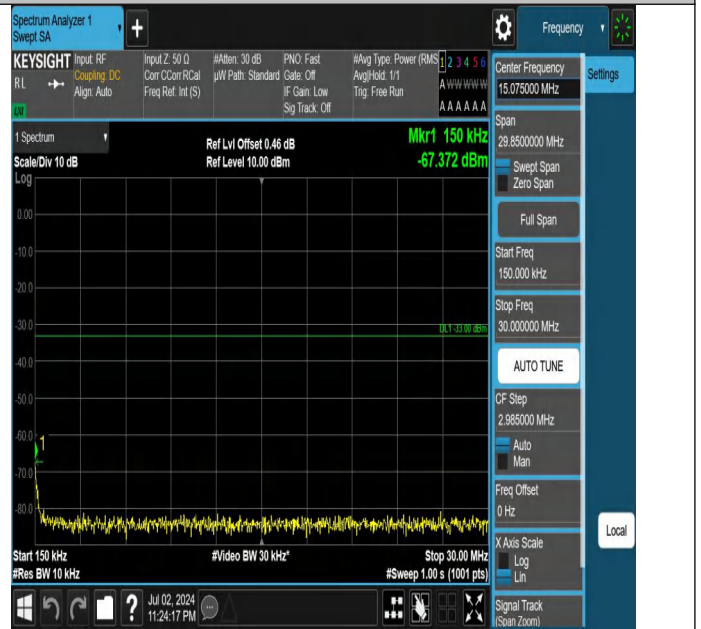 Spectrum Analyzer 1
Swept SA
+
Frequency
KEYSIGHT
Input: RF
Coupling: DC
Align: Auto
Input Z: 50 Ω
Corr CCorr RCal
Freq Ref: Int (S)
#Atten: 30 dB
µW Path: Standard
PNO: Fast
Gate: Off
IF Gain: Low
Sig Track: Off
#Avg Type: Power (RMS
Avg|Hold: 1/1
Trig: Free Run
1 2 3 4 5 6
A W W W W W
A A A A A A
R L
LXI
1 Spectrum
Scale/Div 10 dB
Log
Ref Lvl Offset 0.46 dB
Ref Level 10.00 dBm
Mkr1 150 kHz
-67.372 dBm
0.00
-10.0
-20.0
-30.0
DL1 -33.00 dBm
-40.0
-50.0
-60.0
1
-70.0
-80.0
Start 150 kHz
#Res BW 10 kHz
#Video BW 30 kHz*
Stop 30.00 MHz
#Sweep 1.00 s (1001 pts)
Center Frequency
15.075000 MHz
Settings
Span
29.8500000 MHz
Swept Span
Zero Span
Full Span
Start Freq
150.000 kHz
Stop Freq
30.000000 MHz
AUTO TUNE
CF Step
2.985000 MHz
Auto
Man
Freq Offset
0 Hz
X Axis Scale
Log
Lin
Local
Signal Track
(Span Zoom)
?
Jul 02, 2024
11:24:17 PM